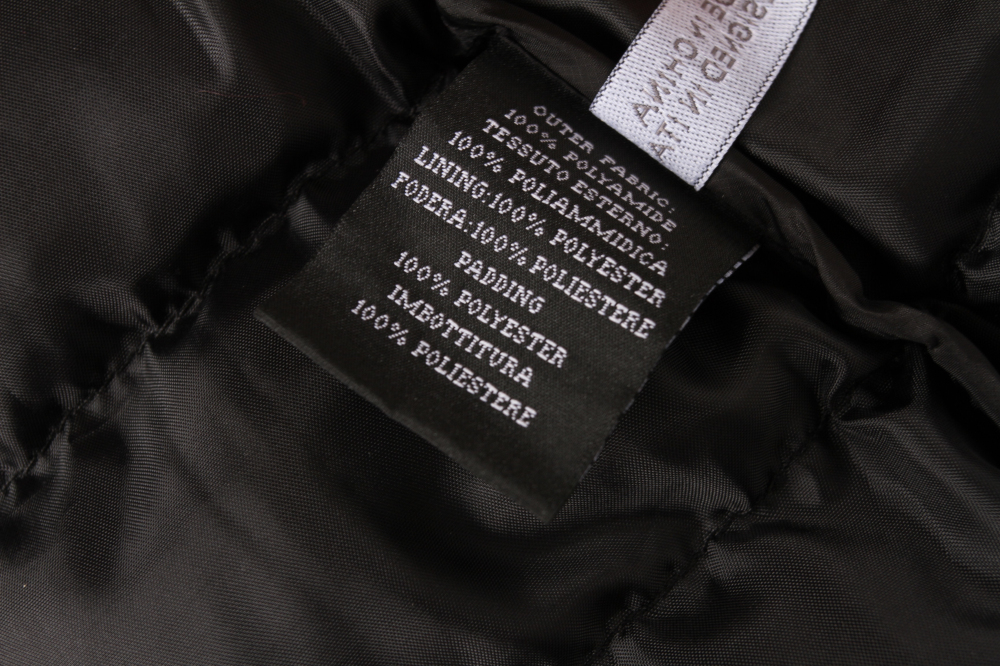 OUTER FABRIC:
100% POLYAMIDE
TESSUTO ESTERNO:
100% POLIAMMIDICA
LINING:100% POLYESTER
FODERA:100% POLIESTERE
PADDING
100% POLYESTER
IMBOTTITURA
100% POLIESTERE